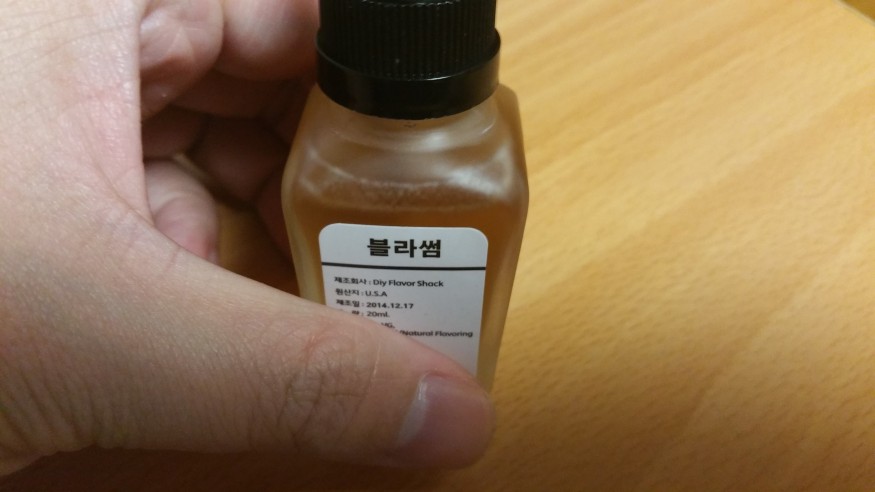 블라썸
제조회사 : Diy Flavor Shack
원산지 : U.S.A
제조일 : 2014.12.17
: 20ml.
/Natural Flavoring